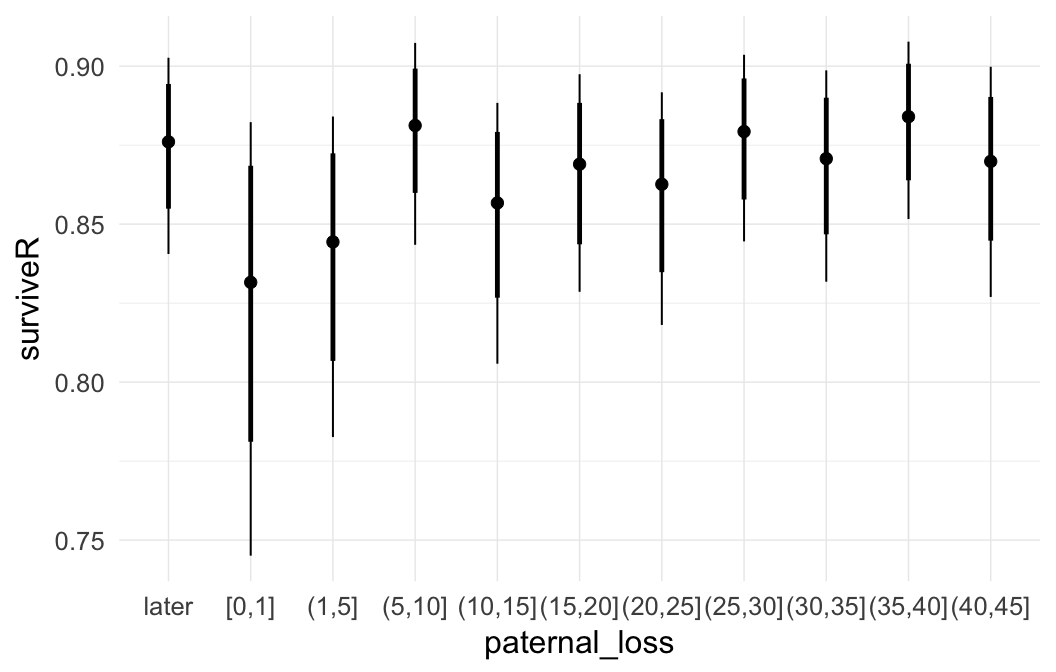 surviveR
0.90
0.85
0.80
0.75
later [0,1] (1,5] (5,10] (10,15] (15,20] (20,25] (25,30] (30,35] (35,40] (40,45]
paternal_loss